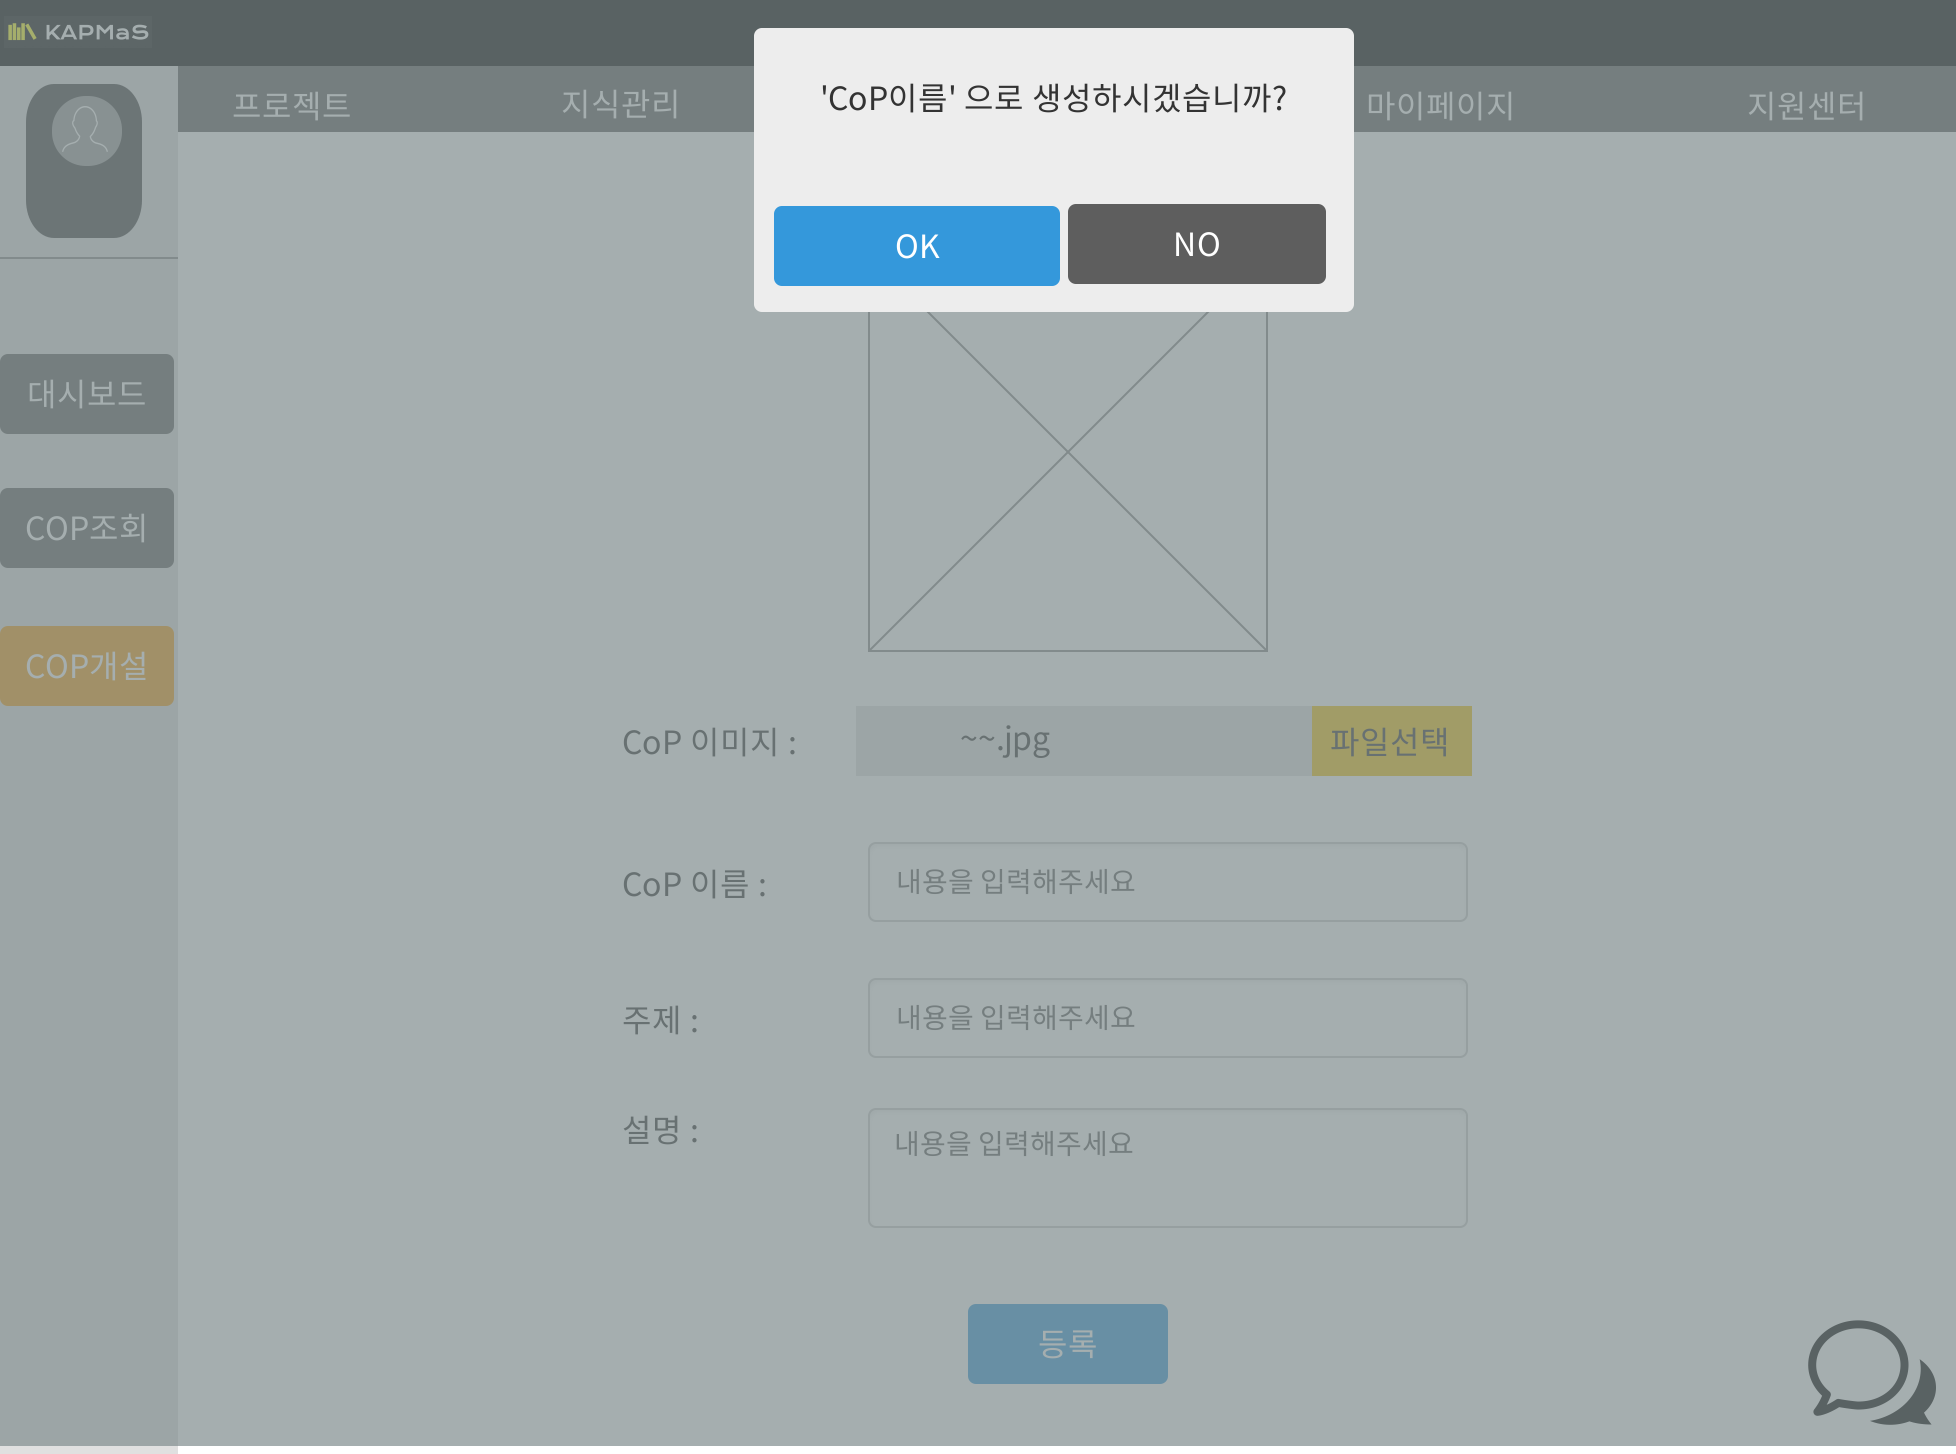 KAPMaS
프로젝트
지식관리
마이페이지
지원센터
'CoP이름' 으로 생성하시겠습니까?
OK
NO
대시보드
COP조회
COP개설
CoP 이미지 :
~~.jpg
파일선택
CoP 이름 :
내용을 입력해주세요
주제 :
내용을 입력해주세요
설명 :
내용을 입력해주세요
등록